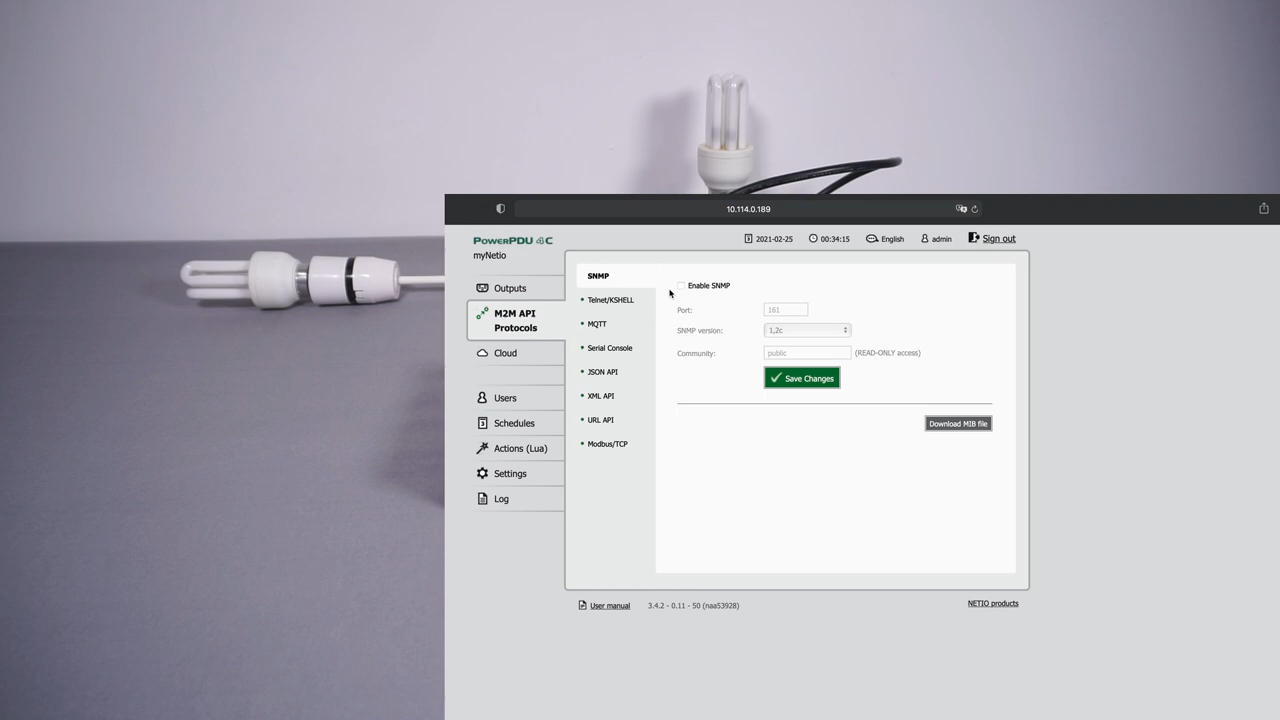 10.114.0.189
PowerPDU 4C
2021-02-25
00:34:15
English
admin
Sign out
myNetio
Outputs
M2M API
Protocols
Cloud
Users
Schedules
Actions (Lua)
Settings
Log
SNMP
Telnet/KSHELL
MQTT
Serial Console
JSON API
XML API
URL API
Modbus/TCP
Enable SNMP
Port: 161
SNMP version: 1,2c
Community: public (READ-ONLY access)
Save Changes
Download MIB file
User manual
3.4.2 - 0.11 - 50 (naa53928)
NETIO products